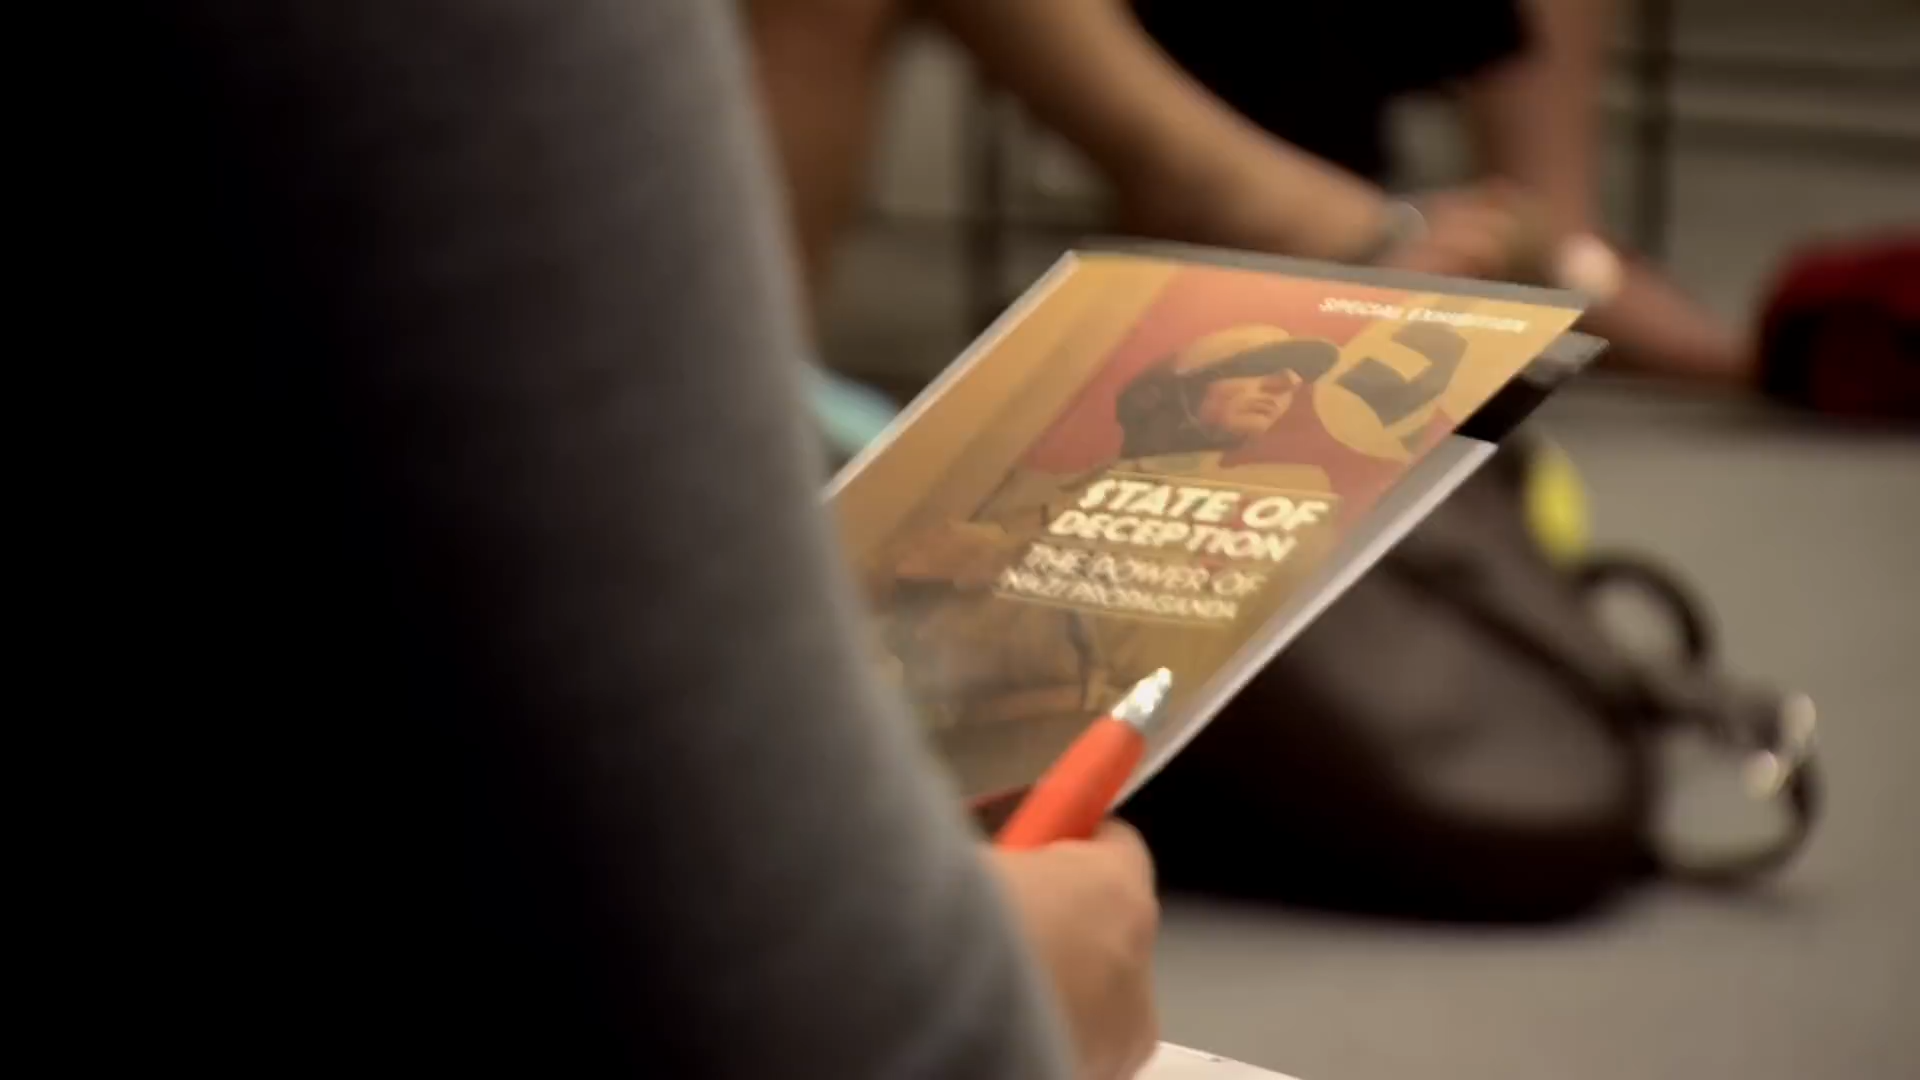 SPECIAL EXHIBITION
STATE OF
DECEPTION
THE POWER OF
NAZI PROPAGANDA